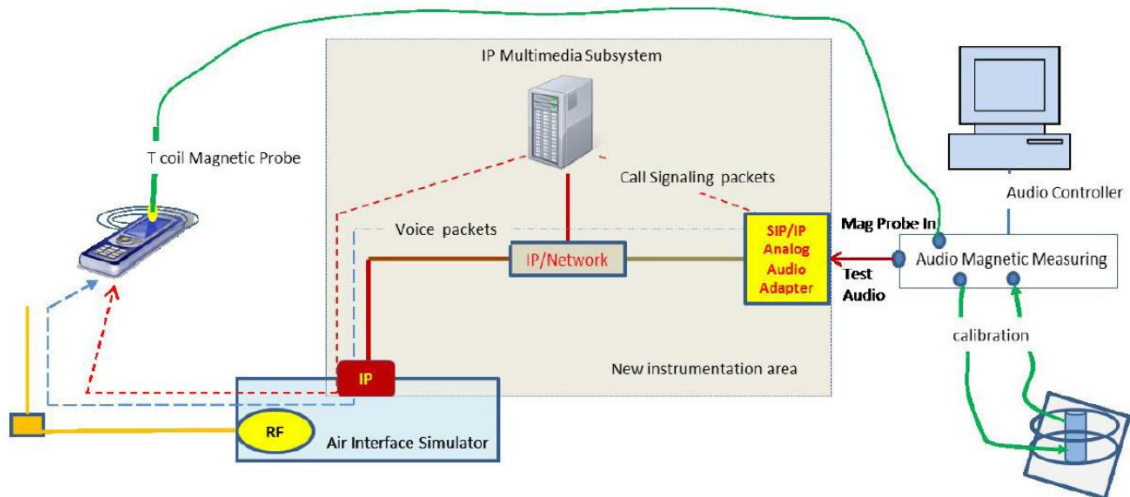 IP Multimedia Subsystem
T coil Magnetic Probe
Call Signaling packets
Audio Controller
Voice packets
IP/Network
SIP/IP
Analog
Audio
Adapter
Mag Probe In
Test
Audio
Audio Magnetic Measuring
calibration
New instrumentation area
IP
RF
Air Interface Simulator